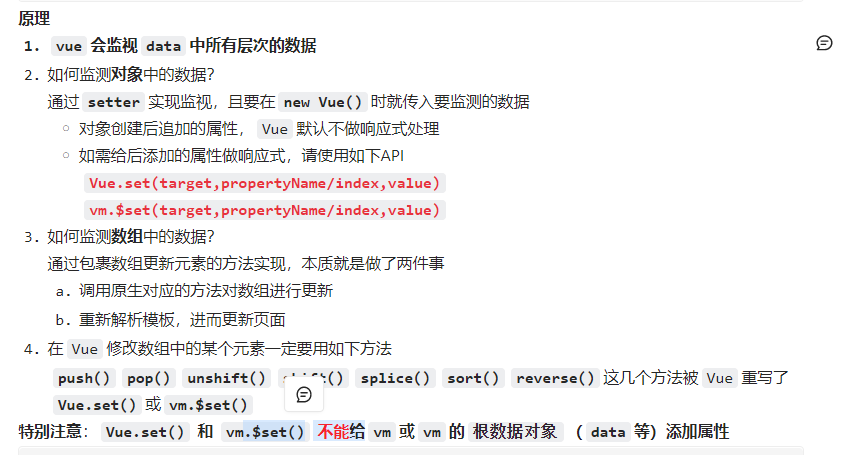 原理
1. vue 会监视 data 中所有层次的数据
2. 如何监测对象中的数据?
通过 setter 实现监视，且要在 new Vue() 时就传入要监测的数据
○ 对象创建后追加的属性， Vue 默认不做响应式处理
○ 如需给后添加的属性做响应式，请使用如下API
Vue.set(target,propertyName/index,value)
vm.$set(target,propertyName/index,value)
3. 如何监测数组中的数据?
通过包裹数组更新元素的方法实现，本质就是做了两件事
a. 调用原生对应的方法对数组进行更新
b. 重新解析模板，进而更新页面
4. 在 Vue 修改数组中的某个元素一定要用如下方法
push() pop() unshift() shift() splice() sort() reverse() 这几个方法被 Vue 重写了
Vue.set() 或 vm.$set()
特别注意： Vue.set() 和 vm.$set() 不能给 vm 或 vm 的 根数据对象 （ data 等）添加属性